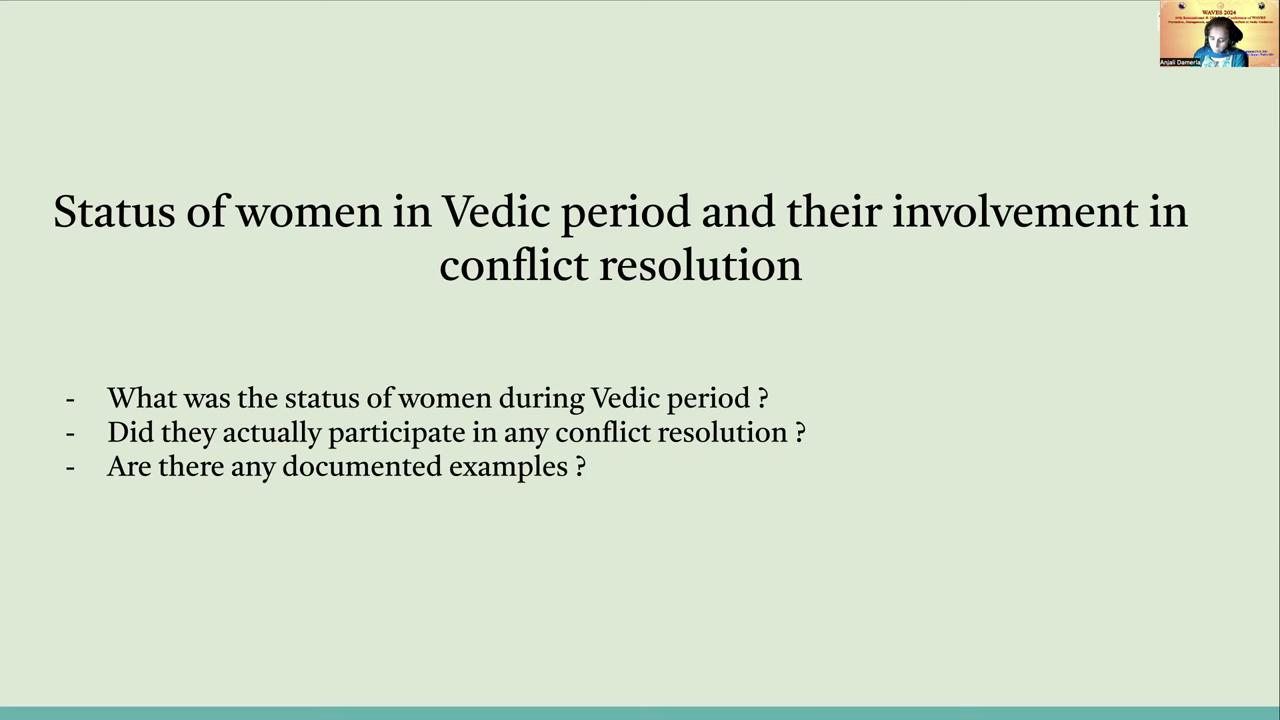 WAVES 2024
Status of women in Vedic period and their involvement in
conflict resolution
- What was the status of women during Vedic period ?
- Did they actually participate in any conflict resolution ?
- Are there any documented examples ?
Anjali Damerla